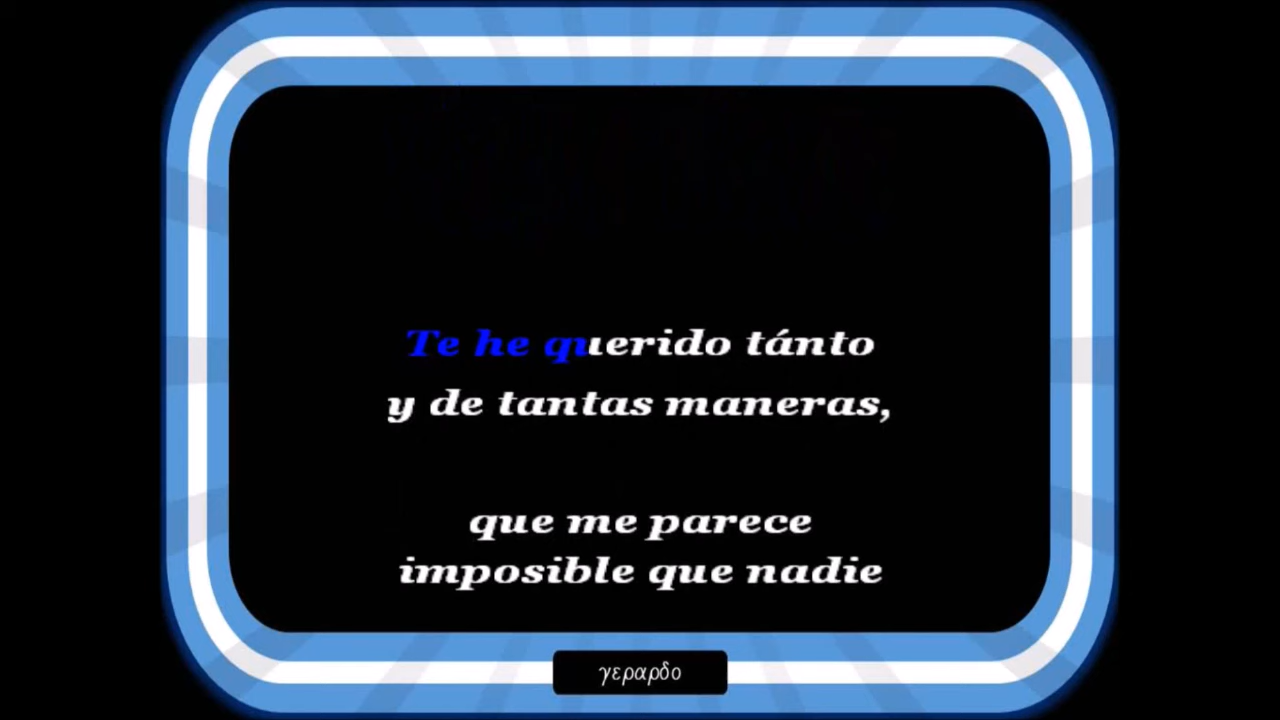 Te he querido tánto
y de tantas maneras,
que me parece
imposible que nadie
γεραρδο